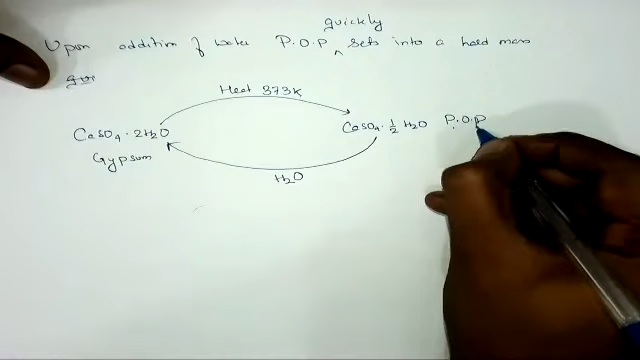 quickly
Upon addition of water P.O.P ^ sets into a hard mass
Heat 373K
CaSO4 · 2H2O
CaSO4 · 1/2 H2O P.O.P
Gypsum
H2O